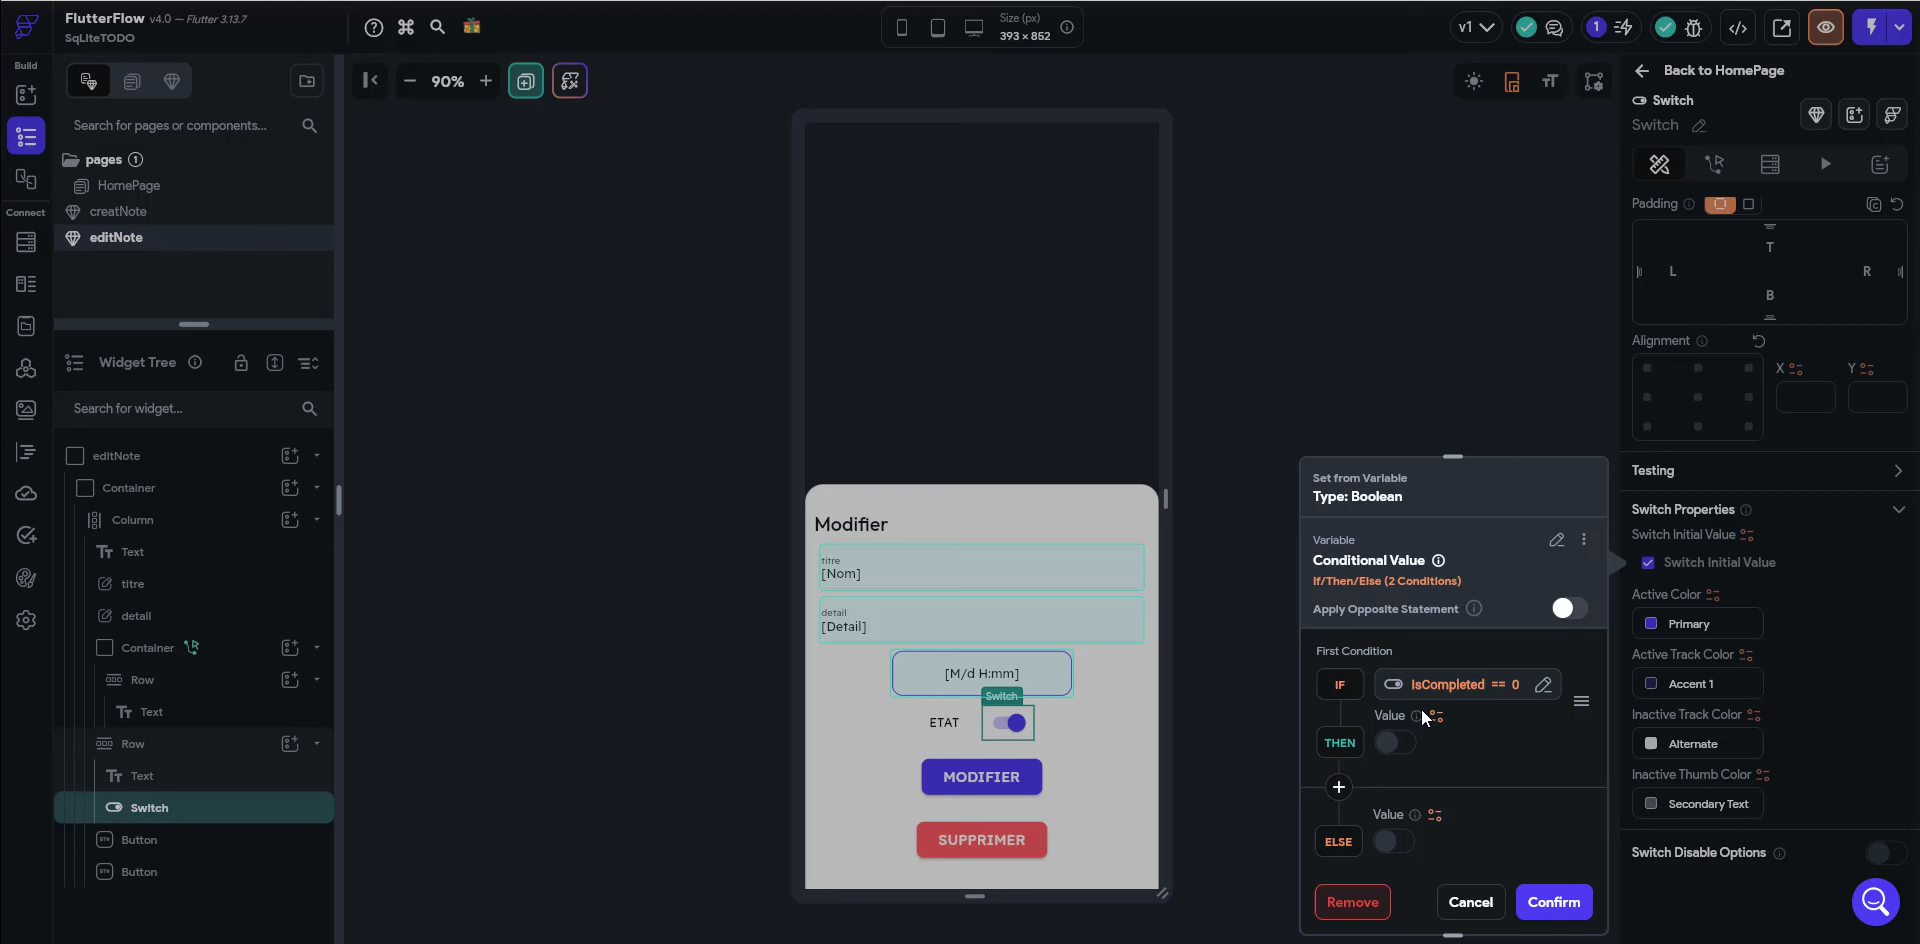 FlutterFlow v4.0 — Flutter 3.13.7
SqLiteTODO
Size (px)
393 × 852
v1
1
Build
Connect
90%
Search for pages or components...
pages 1
HomePage
creatNote
editNote
Widget Tree
Search for widget...
editNote
Container
Column
Tт Text
titre
detail
Container
Row
Tт Text
Row
Tт Text
Switch
BTN Button
BTN Button
Modifier
titre
[Nom]
detail
[Detail]
[M/d H:mm]
Switch
ETAT
MODIFIER
SUPPRIMER
Set from Variable
Type: Boolean
Variable
Conditional Value
If/Then/Else (2 Conditions)
Apply Opposite Statement
First Condition
IF
IsCompleted == 0
Value
THEN
Value
ELSE
Remove
Cancel
Confirm
Back to HomePage
Switch
Switch
Padding
T
L
R
B
Alignment
X
Y
Testing
Switch Properties
Switch Initial Value
Switch Initial Value
Active Color
Primary
Active Track Color
Accent 1
Inactive Track Color
Alternate
Inactive Thumb Color
Secondary Text
Switch Disable Options